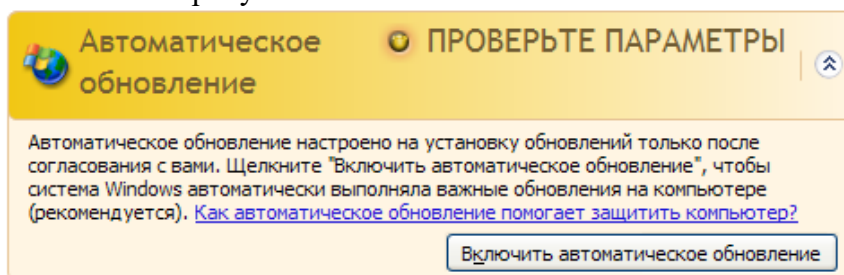 Автоматическое обновление
ПРОВЕРЬТЕ ПАРАМЕТРЫ
Автоматическое обновление настроено на установку обновлений только после
согласования с вами. Щелкните "Включить автоматическое обновление", чтобы
система Windows автоматически выполняла важные обновления на компьютере
(рекомендуется). Как автоматическое обновление помогает защитить компьютер?
Включить автоматическое обновление